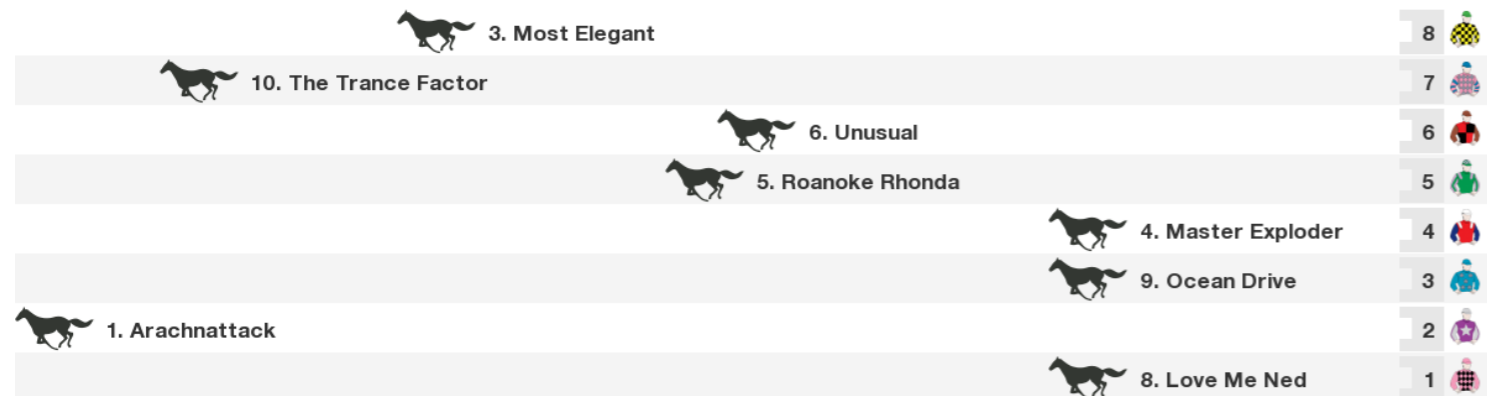 3. Most Elegant 8
10. The Trance Factor 7
6. Unusual 6
5. Roanoke Rhonda 5
4. Master Exploder 4
9. Ocean Drive 3
1. Arachnattack 2
8. Love Me Ned 1